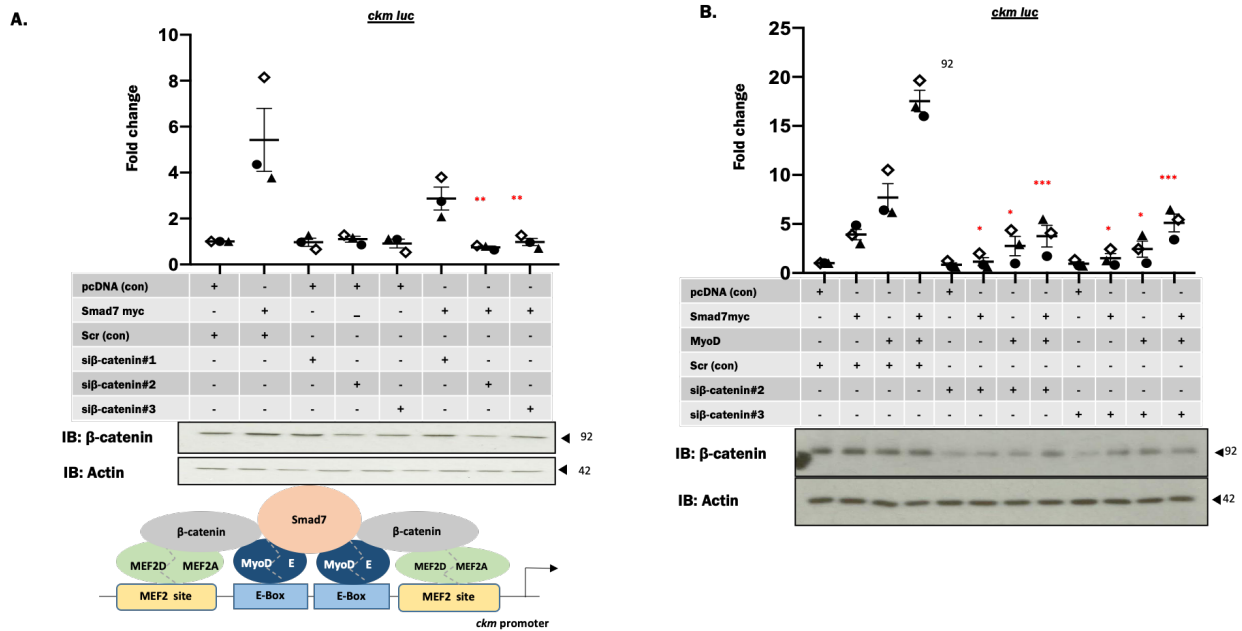 A.
ckm luc
10
8
6
4
2
0
Fold change
** **
pcDNA (con) + - + + + - - -
Smad7 myc - + - _ - + + +
Scr (con) + + - - - - - -
siβ-catenin#1 - - + - - + - -
siβ-catenin#2 - - - + - - + -
siβ-catenin#3 - - - - + - - +
IB: β-catenin 92
IB: Actin 42
Smad7
β-catenin β-catenin
MEF2D MEF2A MyoD E MyoD E MEF2D MEF2A
MEF2 site E-Box E-Box MEF2 site
ckm promoter
B.
ckm luc
25
20
15
10
5
0
Fold change
92
* * *** * * ***
pcDNA (con) + - - - + - - - + - - -
Smad7myc - + - + - + - + - + - +
MyoD - - + + - - + + - - + +
Scr (con) + + + + - - - - - - - -
siβ-catenin#2 - - - - + + + + - - - -
siβ-catenin#3 - - - - - - - - + + + +
IB: β-catenin 92
IB: Actin 42